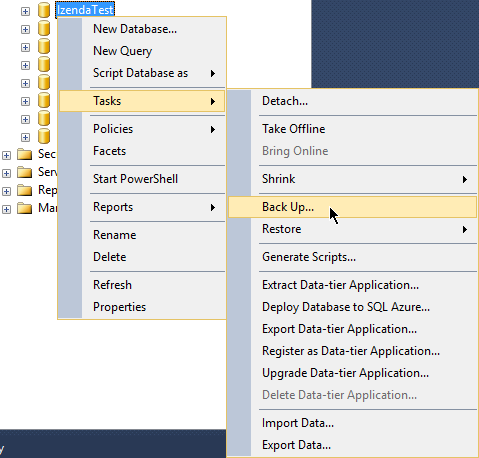 IzendaTest
New Database...
New Query
Script Database as
Tasks
Policies
Facets
Start PowerShell
Reports
Rename
Delete
Refresh
Properties
Detach...
Take Offline
Bring Online
Shrink
Back Up...
Restore
Generate Scripts...
Extract Data-tier Application...
Deploy Database to SQL Azure...
Export Data-tier Application...
Register as Data-tier Application...
Upgrade Data-tier Application...
Delete Data-tier Application...
Import Data...
Export Data...
Sec
Serv
Rep
Mar
y